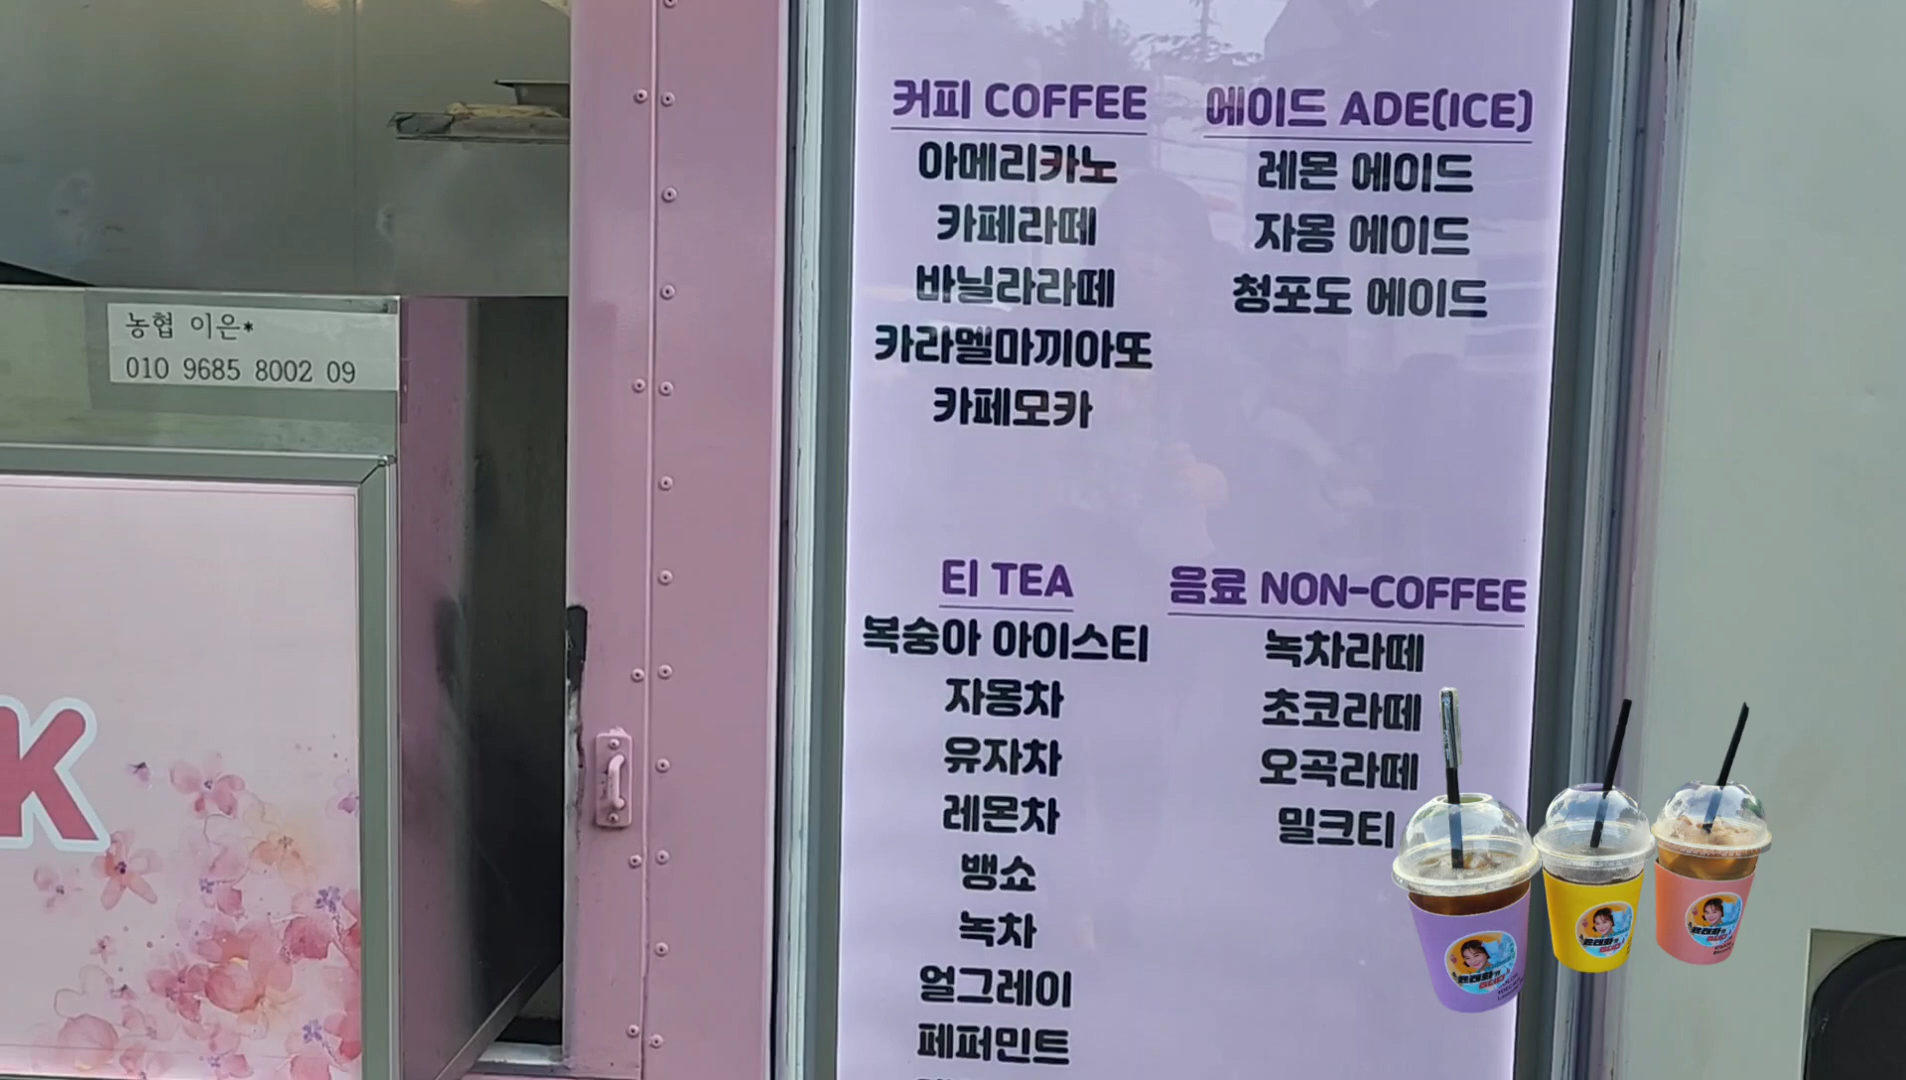 농협 이은*
010 9685 8002 09
K
커피 COFFEE
아메리카노
카페라떼
바닐라라떼
카라멜마끼아또
카페모카
에이드 ADE(ICE)
레몬 에이드
자몽 에이드
청포도 에이드
티 TEA
복숭아 아이스티
자몽차
유자차
레몬차
뱅쇼
녹차
얼그레이
페퍼민트
음료 NON-COFFEE
녹차라떼
초코라떼
오곡라떼
밀크티